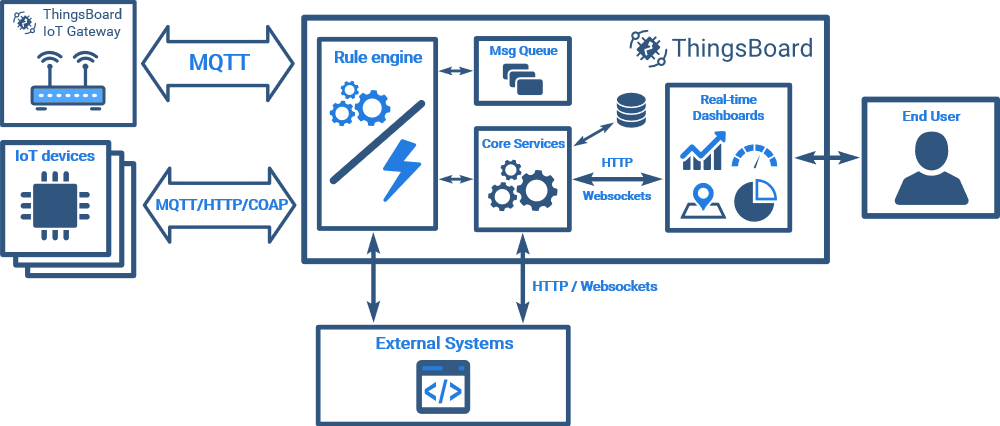 ThingsBoard
IoT Gateway
MQTT
IoT devices
MQTT/HTTP/COAP
ThingsBoard
Rule engine
Msg Queue
Core Services
HTTP
Websockets
Real-time
Dashboards
End User
HTTP / Websockets
External Systems
</>